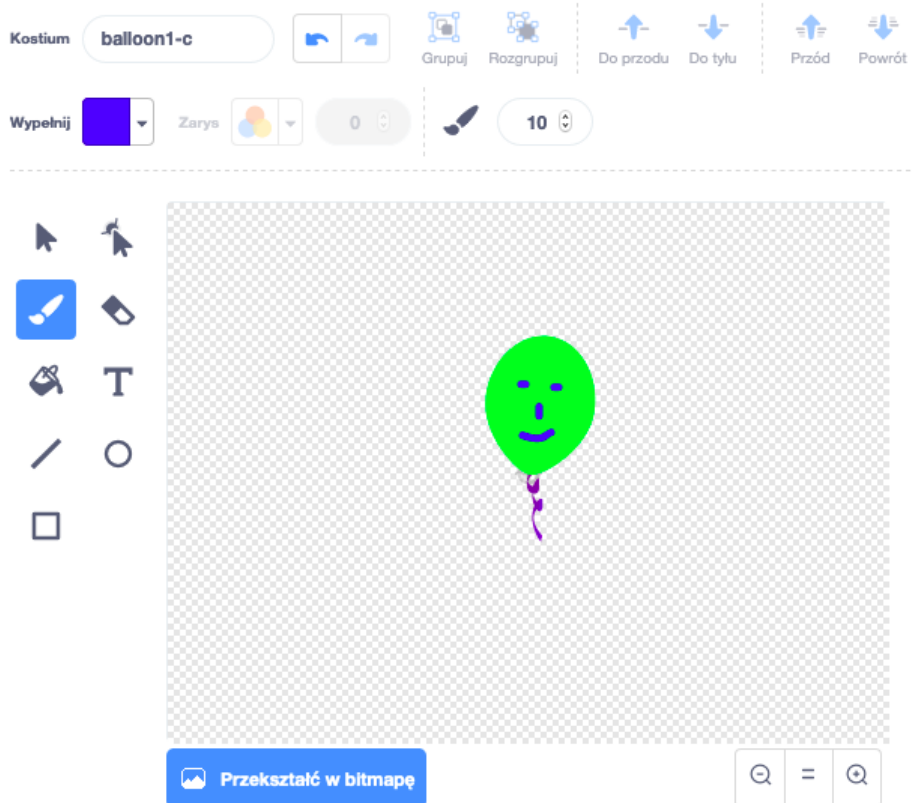 Kostium balloon1-c
Grupuj Rozgrupuj Do przodu Do tyłu Przód Powrót
Wypełnij Zarys 0 10
T
Przekształć w bitmapę